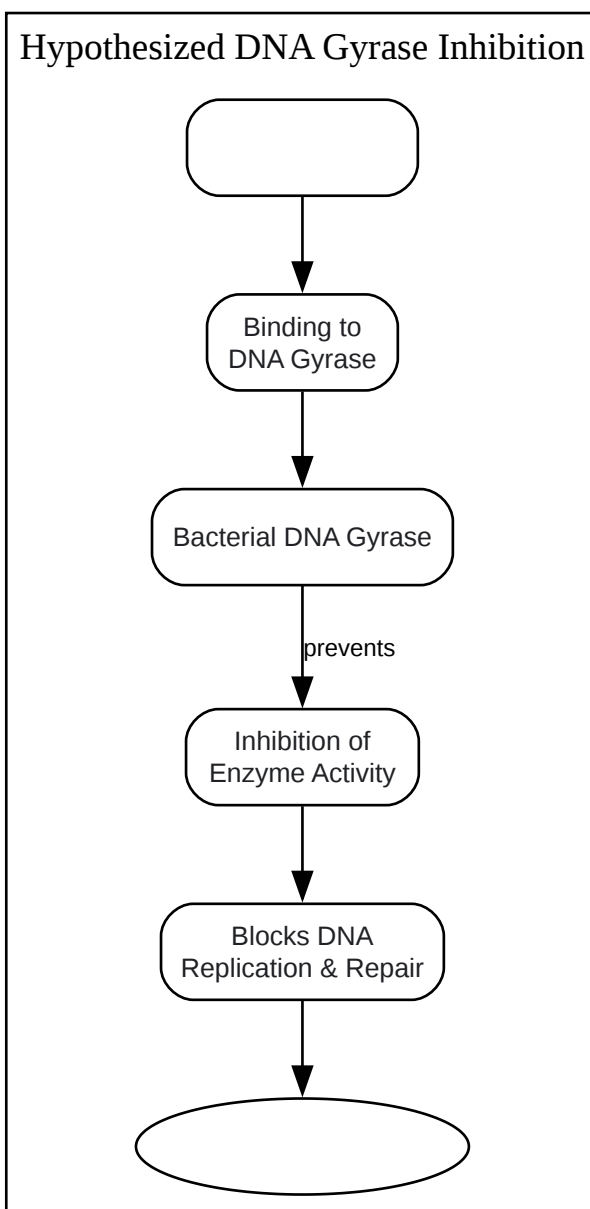 Hypothesized DNA Gyrase Inhibition
Binding to
DNA Gyrase
Bacterial DNA Gyrase
prevents
Inhibition of
Enzyme Activity
Blocks DNA
Replication & Repair